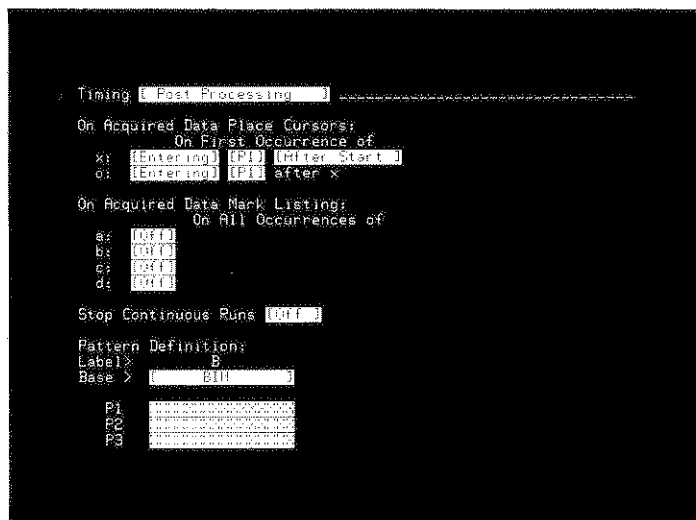 Timing [ Post Processing ]
On Acquired Data Place Cursors:
On First Occurrence of
x: [Entering] [P1] [After Start ]
o: [Entering] [P1] after x
On Acquired Data Mark Listing:
On All Occurrences of
a: [Off]
b: [Off]
c: [Off]
d: [Off]
Stop Continuous Runs [Off ]
Pattern Definition:
Label> B
Base > [ BIN ]
P1
P2
P3